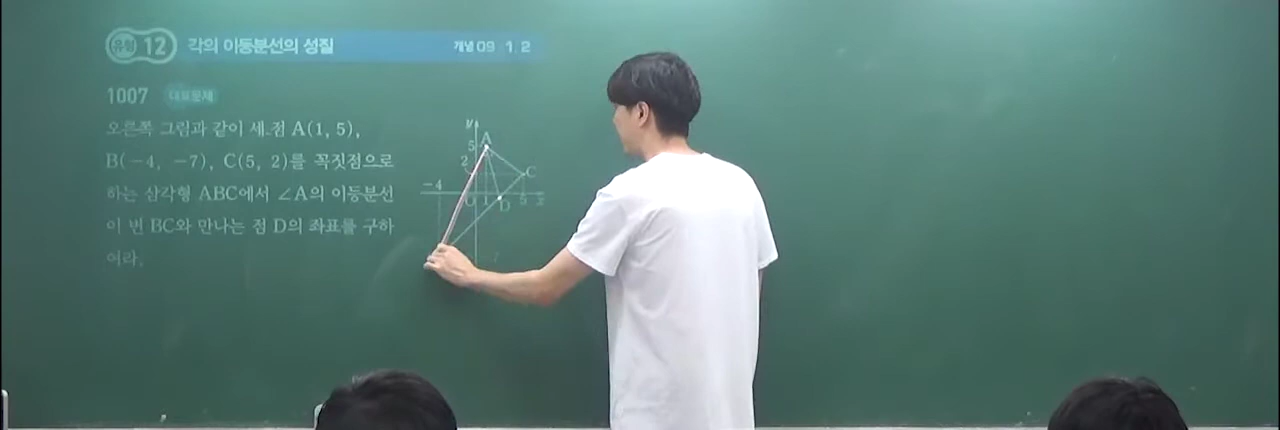 유형 12 각의 이등분선의 성질 개념 09 1 2
1007 대표문제
오른쪽 그림과 같이 세 점 A(1, 5),
B(-4, -7), C(5, 2)를 꼭짓점으로
하는 삼각형 ABC에서 ∠A의 이등분선
이 변 BC와 만나는 점 D의 좌표를 구하
여라.
y
A
5
2
C
-4
O 1 D 5 x
-7